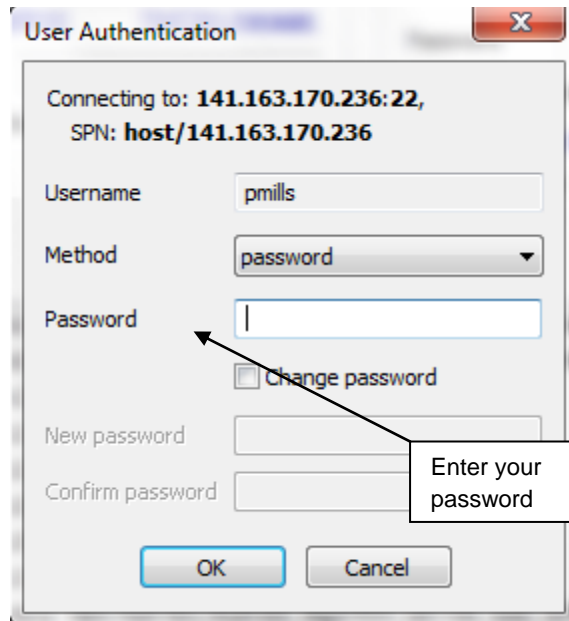 User Authentication
Connecting to: 141.163.170.236:22,
SPN: host/141.163.170.236
Username pmills
Method password
Password
Change password
New password
Confirm password
Enter your
password
OK Cancel